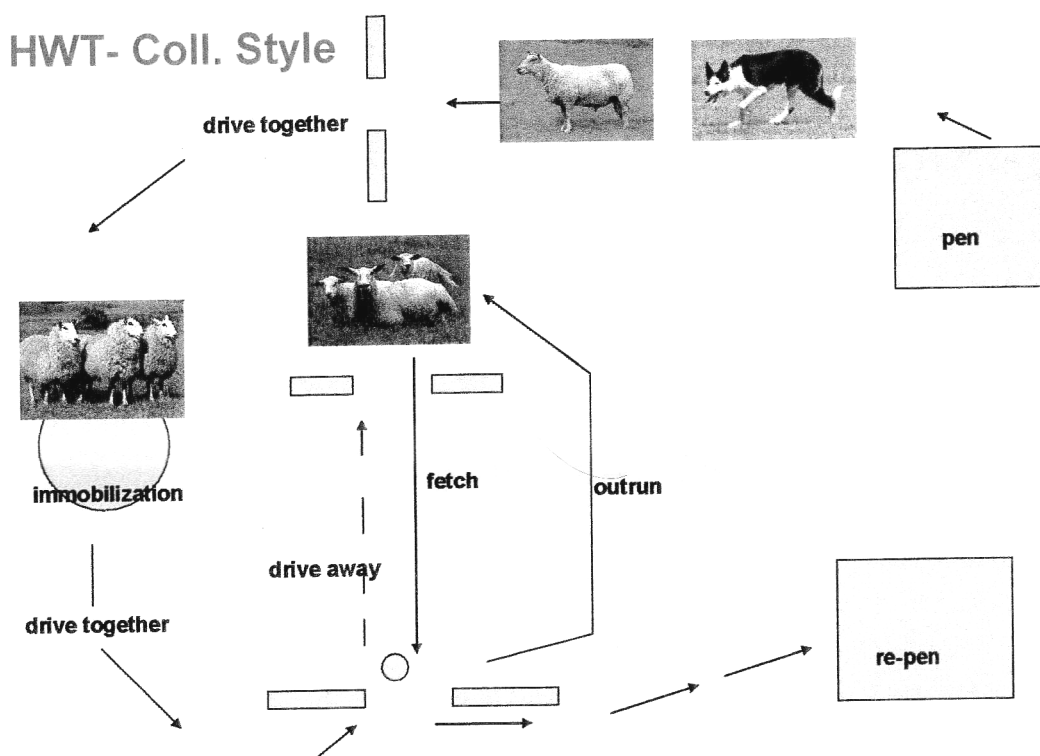 HWT- Coll. Style
drive together
pen
immobilization
fetch
outrun
drive away
drive together
re-pen